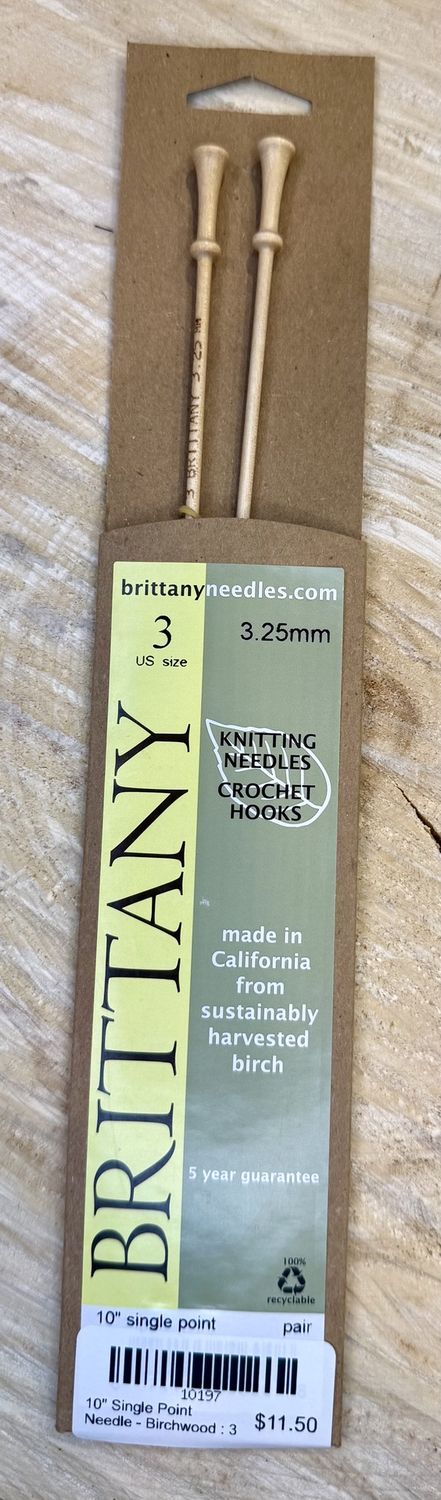 3 BRITTANY 3.25 MM
brittanyneedles.com
3
US size
3.25mm
BRITTANY
KNITTING
NEEDLES
CROCHET
HOOKS
made in
California
from
sustainably
harvested
birch
5 year guarantee
100%
recyclable
10" single point pair
10197
10" Single Point
Needle - Birchwood : 3 $11.50